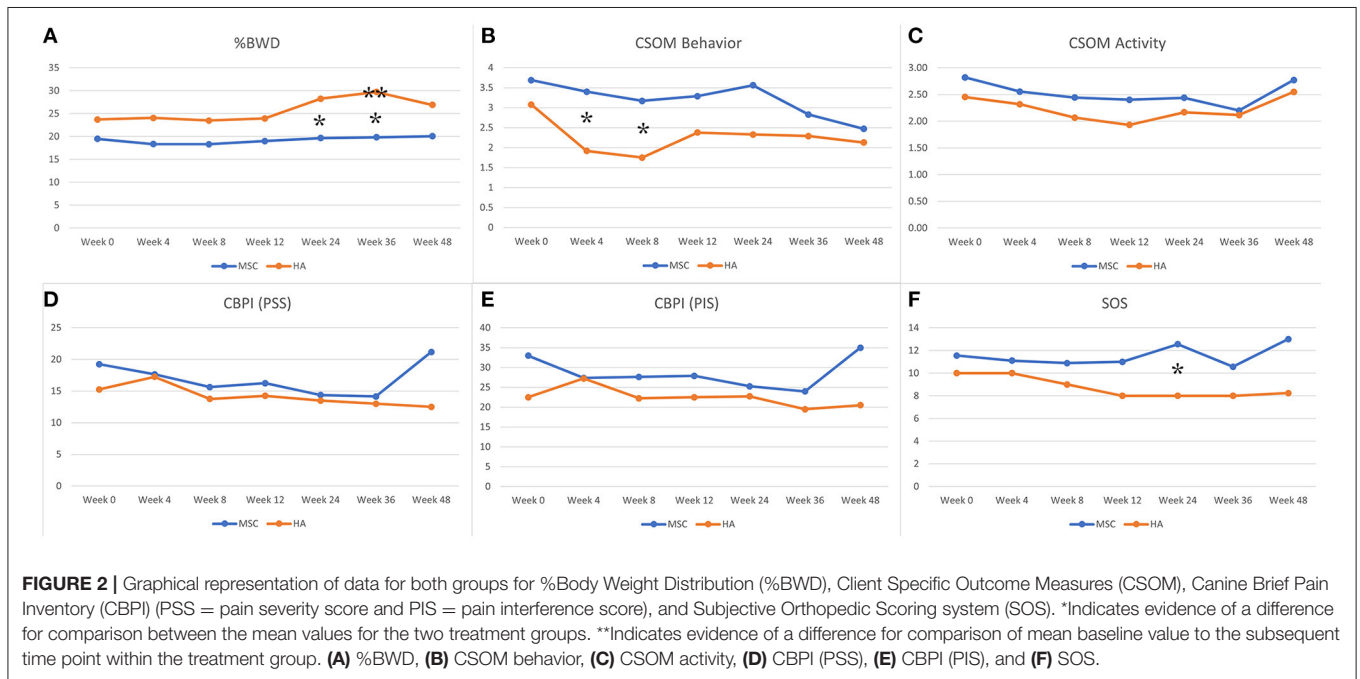 A
%BWD
35
30
25
20
15
10
5
0
**
*
*
Week 0 Week 4 Week 8 Week 12 Week 24 Week 36 Week 48
MSC HA
B
CSOM Behavior
4
3.5
3
2.5
2
1.5
1
0.5
0
*
*
Week 0 Week 4 Week 8 Week 12 Week 24 Week 36 Week 48
MSC HA
C
CSOM Activity
3.00
2.50
2.00
1.50
1.00
0.50
0.00
Week 0 Week 4 Week 8 Week 12 Week 24 Week 36 Week 48
MSC HA
D
CBPI (PSS)
25
20
15
10
5
0
Week 0 Week 4 Week 8 Week 12 Week 24 Week 36 Week 48
MSC HA
E
CBPI (PIS)
40
35
30
25
20
15
10
5
0
Week 0 Week 4 Week 8 Week 12 Week 24 Week 36 Week 48
MSC HA
F
SOS
14
12
10
8
6
4
2
0
*
Week 0 Week 4 Week 8 Week 12 Week 24 Week 36 Week 48
MSC HA
FIGURE 2 | Graphical representation of data for both groups for %Body Weight Distribution (%BWD), Client Specific Outcome Measures (CSOM), Canine Brief Pain
Inventory (CBPI) (PSS = pain severity score and PIS = pain interference score), and Subjective Orthopedic Scoring system (SOS). *Indicates evidence of a difference
for comparison between the mean values for the two treatment groups. **Indicates evidence of a difference for comparison of mean baseline value to the subsequent
time point within the treatment group. (A) %BWD, (B) CSOM behavior, (C) CSOM activity, (D) CBPI (PSS), (E) CBPI (PIS), and (F) SOS.